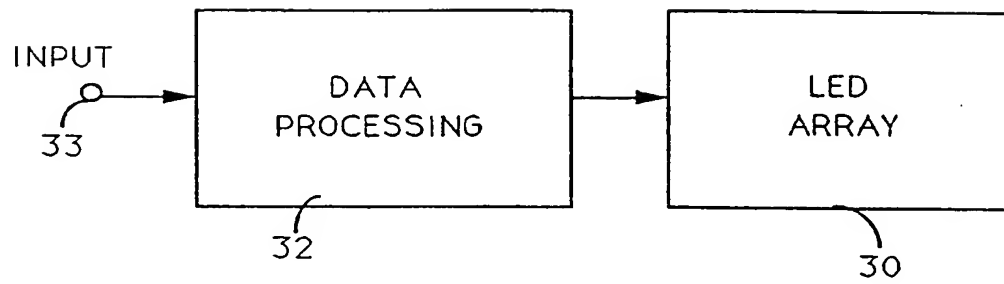 INPUT
33
DATA
PROCESSING
32
LED
ARRAY
30